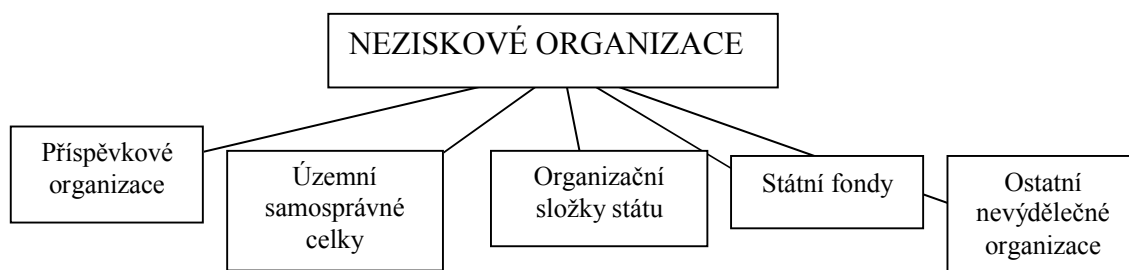 NEZISKOVÉ ORGANIZACE
Příspěvkové
organizace
Územní
samosprávné
celky
Organizační
složky státu
Státní fondy
Ostatní
nevýdělečné
organizace